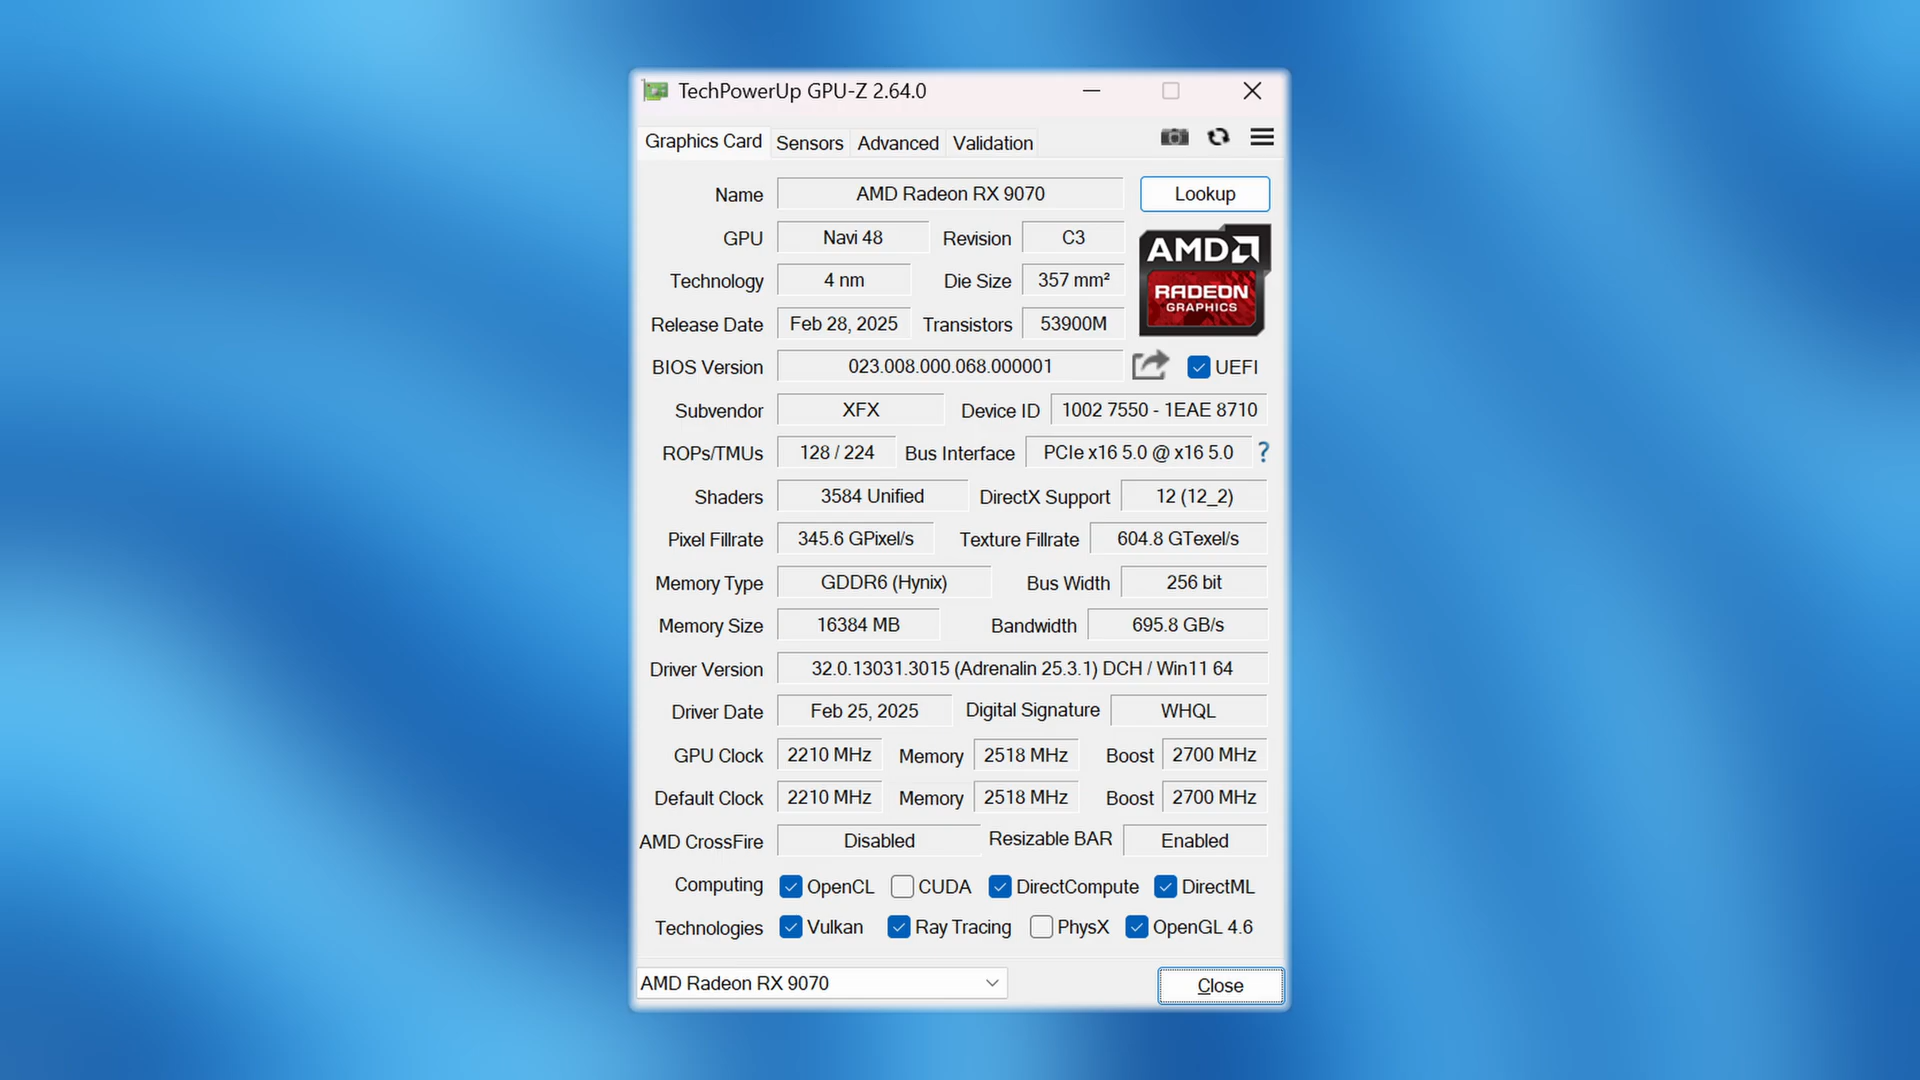 TechPowerUp GPU-Z 2.64.0
Graphics Card Sensors Advanced Validation
Name AMD Radeon RX 9070 Lookup
GPU Navi 48 Revision C3
AMD
RADEON
GRAPHICS
Technology 4 nm Die Size 357 mm²
Release Date Feb 28, 2025 Transistors 53900M
BIOS Version 023.008.000.068.000001 UEFI
Subvendor XFX Device ID 1002 7550 - 1EAE 8710
ROPs/TMUs 128 / 224 Bus Interface PCIe x16 5.0 @ x16 5.0 ?
Shaders 3584 Unified DirectX Support 12 (12_2)
Pixel Fillrate 345.6 GPixel/s Texture Fillrate 604.8 GTexel/s
Memory Type GDDR6 (Hynix) Bus Width 256 bit
Memory Size 16384 MB Bandwidth 695.8 GB/s
Driver Version 32.0.13031.3015 (Adrenalin 25.3.1) DCH / Win11 64
Driver Date Feb 25, 2025 Digital Signature WHQL
GPU Clock 2210 MHz Memory 2518 MHz Boost 2700 MHz
Default Clock 2210 MHz Memory 2518 MHz Boost 2700 MHz
AMD CrossFire Disabled Resizable BAR Enabled
Computing OpenCL CUDA DirectCompute DirectML
Technologies Vulkan Ray Tracing PhysX OpenGL 4.6
AMD Radeon RX 9070 Close